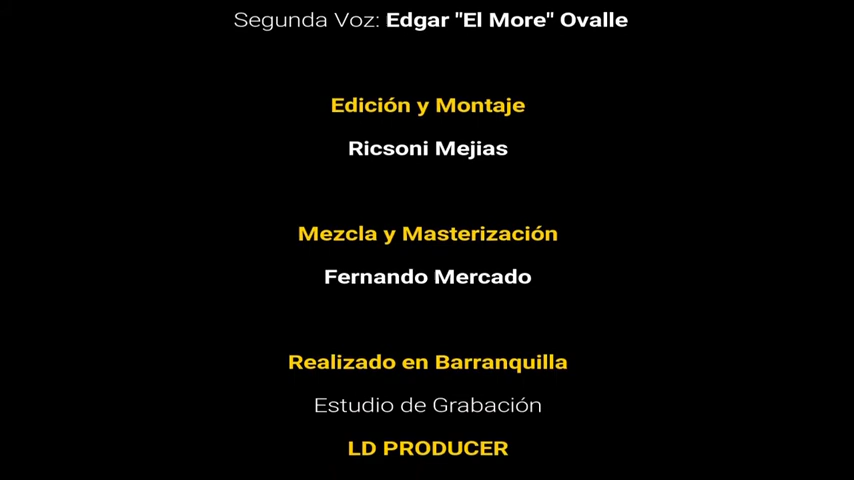 Segunda Voz: Edgar "El More" Ovalle
Edición y Montaje
Ricsoni Mejias
Mezcla y Masterización
Fernando Mercado
Realizado en Barranquilla
Estudio de Grabación
LD PRODUCER